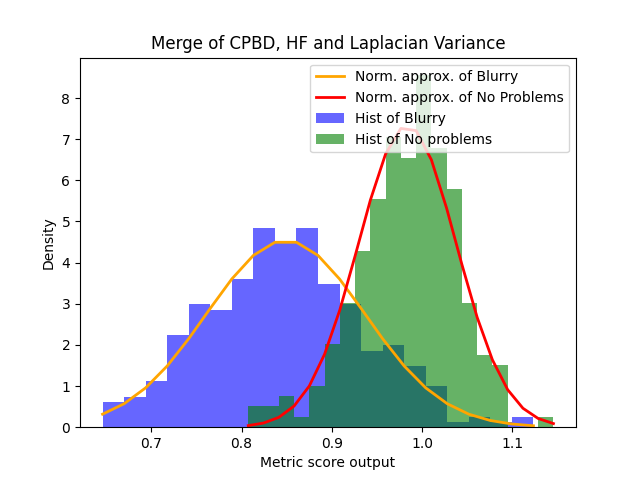 Merge of CPBD, HF and Laplacian Variance
Norm. approx. of Blurry
Norm. approx. of No Problems
Hist of Blurry
Hist of No problems
Density
8
7
6
5
4
3
2
1
0
0.7 0.8 0.9 1.0 1.1
Metric score output